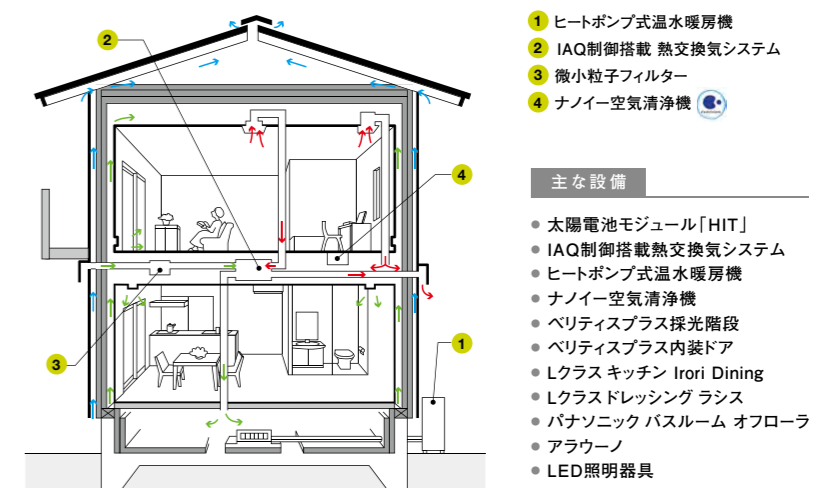 1 ヒートポンプ式温水暖房機
2 IAQ制御搭載 熱交換気システム
3 微小粒子フィルター
4 ナノイー空気清浄機
2
4
3
1
主な設備
● 太陽電池モジュール「HIT」
● IAQ制御搭載熱交換気システム
● ヒートポンプ式温水暖房機
● ナノイー空気清浄機
● ベリティスプラス採光階段
● ベリティスプラス内装ドア
● Lクラス キッチン Irori Dining
● Lクラスドレッシング ラシス
● パナソニック バスルーム オフローラ
● アラウーノ
● LED照明器具